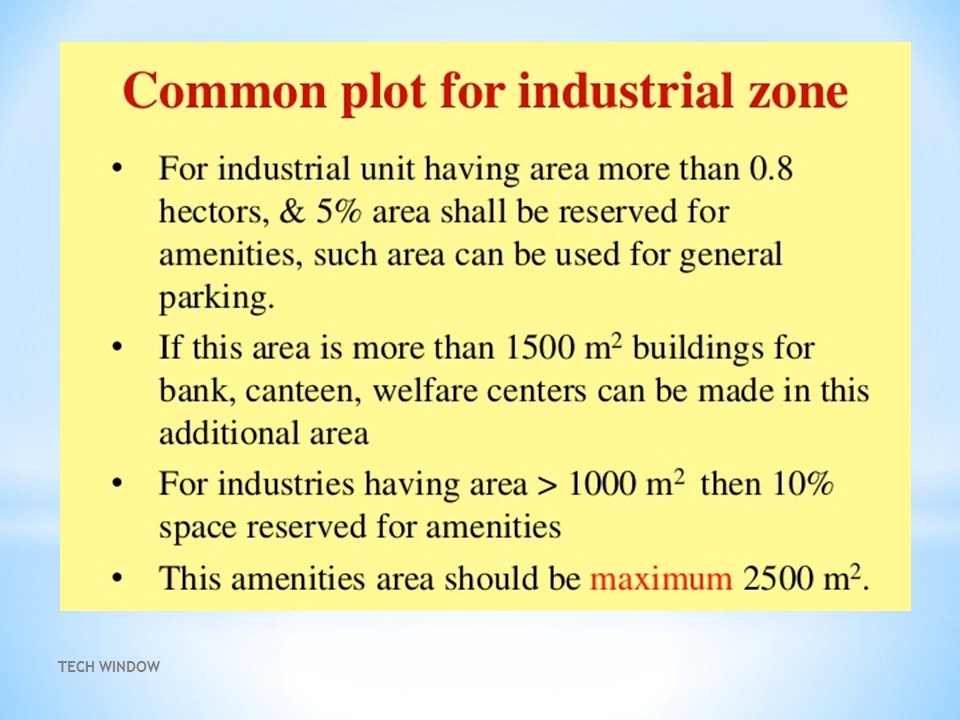 Common plot for industrial zone
• For industrial unit having area more than 0.8
hectors, & 5% area shall be reserved for
amenities, such area can be used for general
parking.
• If this area is more than 1500 m² buildings for
bank, canteen, welfare centers can be made in this
additional area
• For industries having area > 1000 m² then 10%
space reserved for amenities
• This amenities area should be maximum 2500 m².
TECH WINDOW